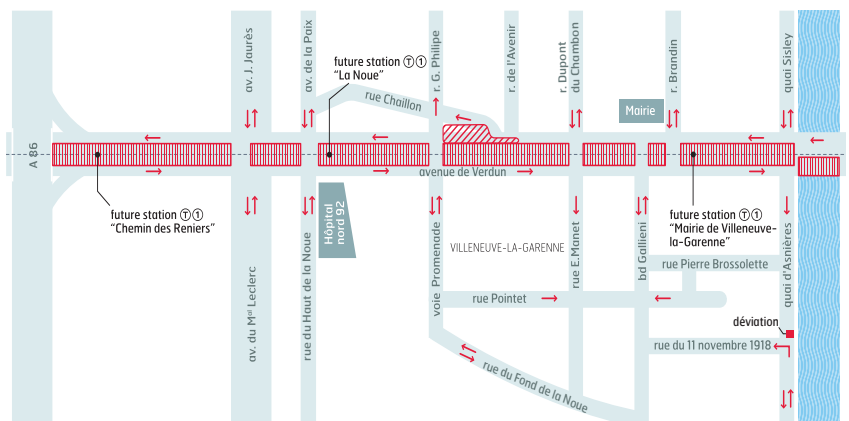 av. J. Jaurès
av. de la Paix
future station Ⓣ①
“La Noue”
rue Chaillon
r. G. Philipe
r. de l'Avenir
r. Dupont
du Chambon
r. Brandin
quai Sisley
Mairie
A 86
avenue de Verdun
future station Ⓣ①
“Chemin des Reniers”
Hôpital
nord 92
future station Ⓣ①
“Mairie de Villeneuve-
la-Garenne”
VILLENEUVE-LA-GARENNE
av. du Mal Leclerc
rue du Haut de la Noue
voie Promenade
rue E.Manet
bd Gallieni
rue Pierre Brossolette
quai d'Asnières
rue Pointet
déviation
rue du 11 novembre 1918
rue du Fond de la Noue